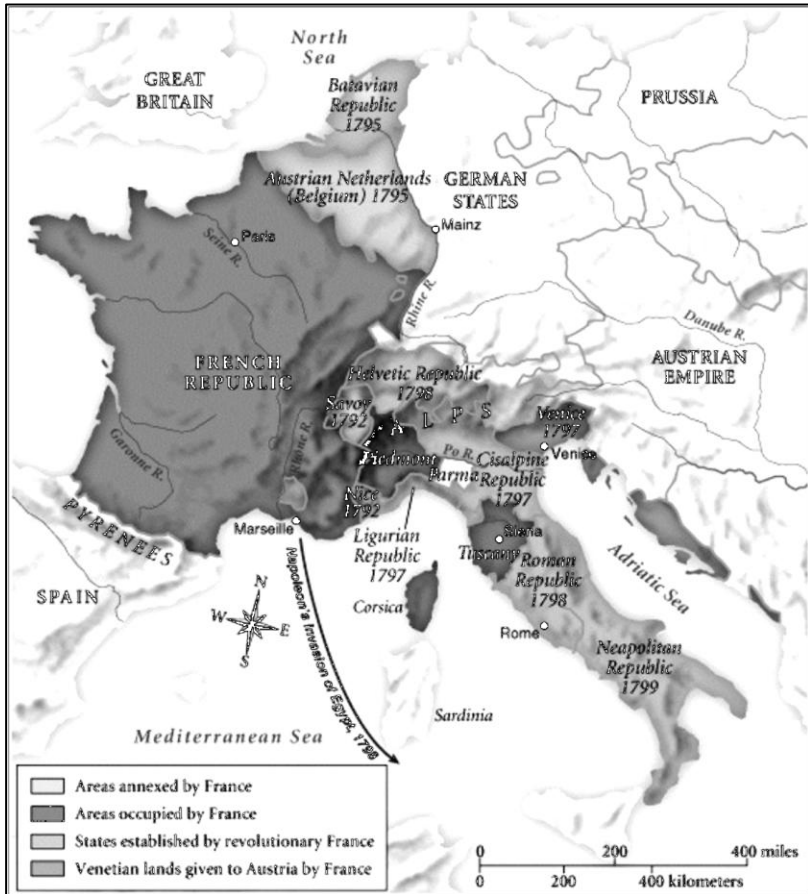 North
Sea
GREAT
BRITAIN
Batavian
Republic
1795
PRUSSIA
Austrian Netherlands
(Belgium) 1795
GERMAN
STATES
Mainz
Paris
Seine R.
Rhine R.
Danube R.
FRENCH
REPUBLIC
AUSTRIAN
EMPIRE
Helvetic Republic
1798
Savoy
1792
ALPS
Venice
1797
Garonne R.
Rhone R.
Piedmont
Po R.
Parma
Cisalpine
Republic
1797
Venice
Nice
1792
PYRENEES
Marseille
Ligurian
Republic
1797
Siena
Tuscany
Roman
Republic
1798
Adriatic Sea
SPAIN
N
W
E
S
Corsica
Napoleon's Invasion of Egypt, 1798
Rome
Neapolitan
Republic
1799
Sardinia
Mediterranean Sea
Areas annexed by France
Areas occupied by France
States established by revolutionary France
Venetian lands given to Austria by France
0 200 400 miles
0 200 400 kilometers